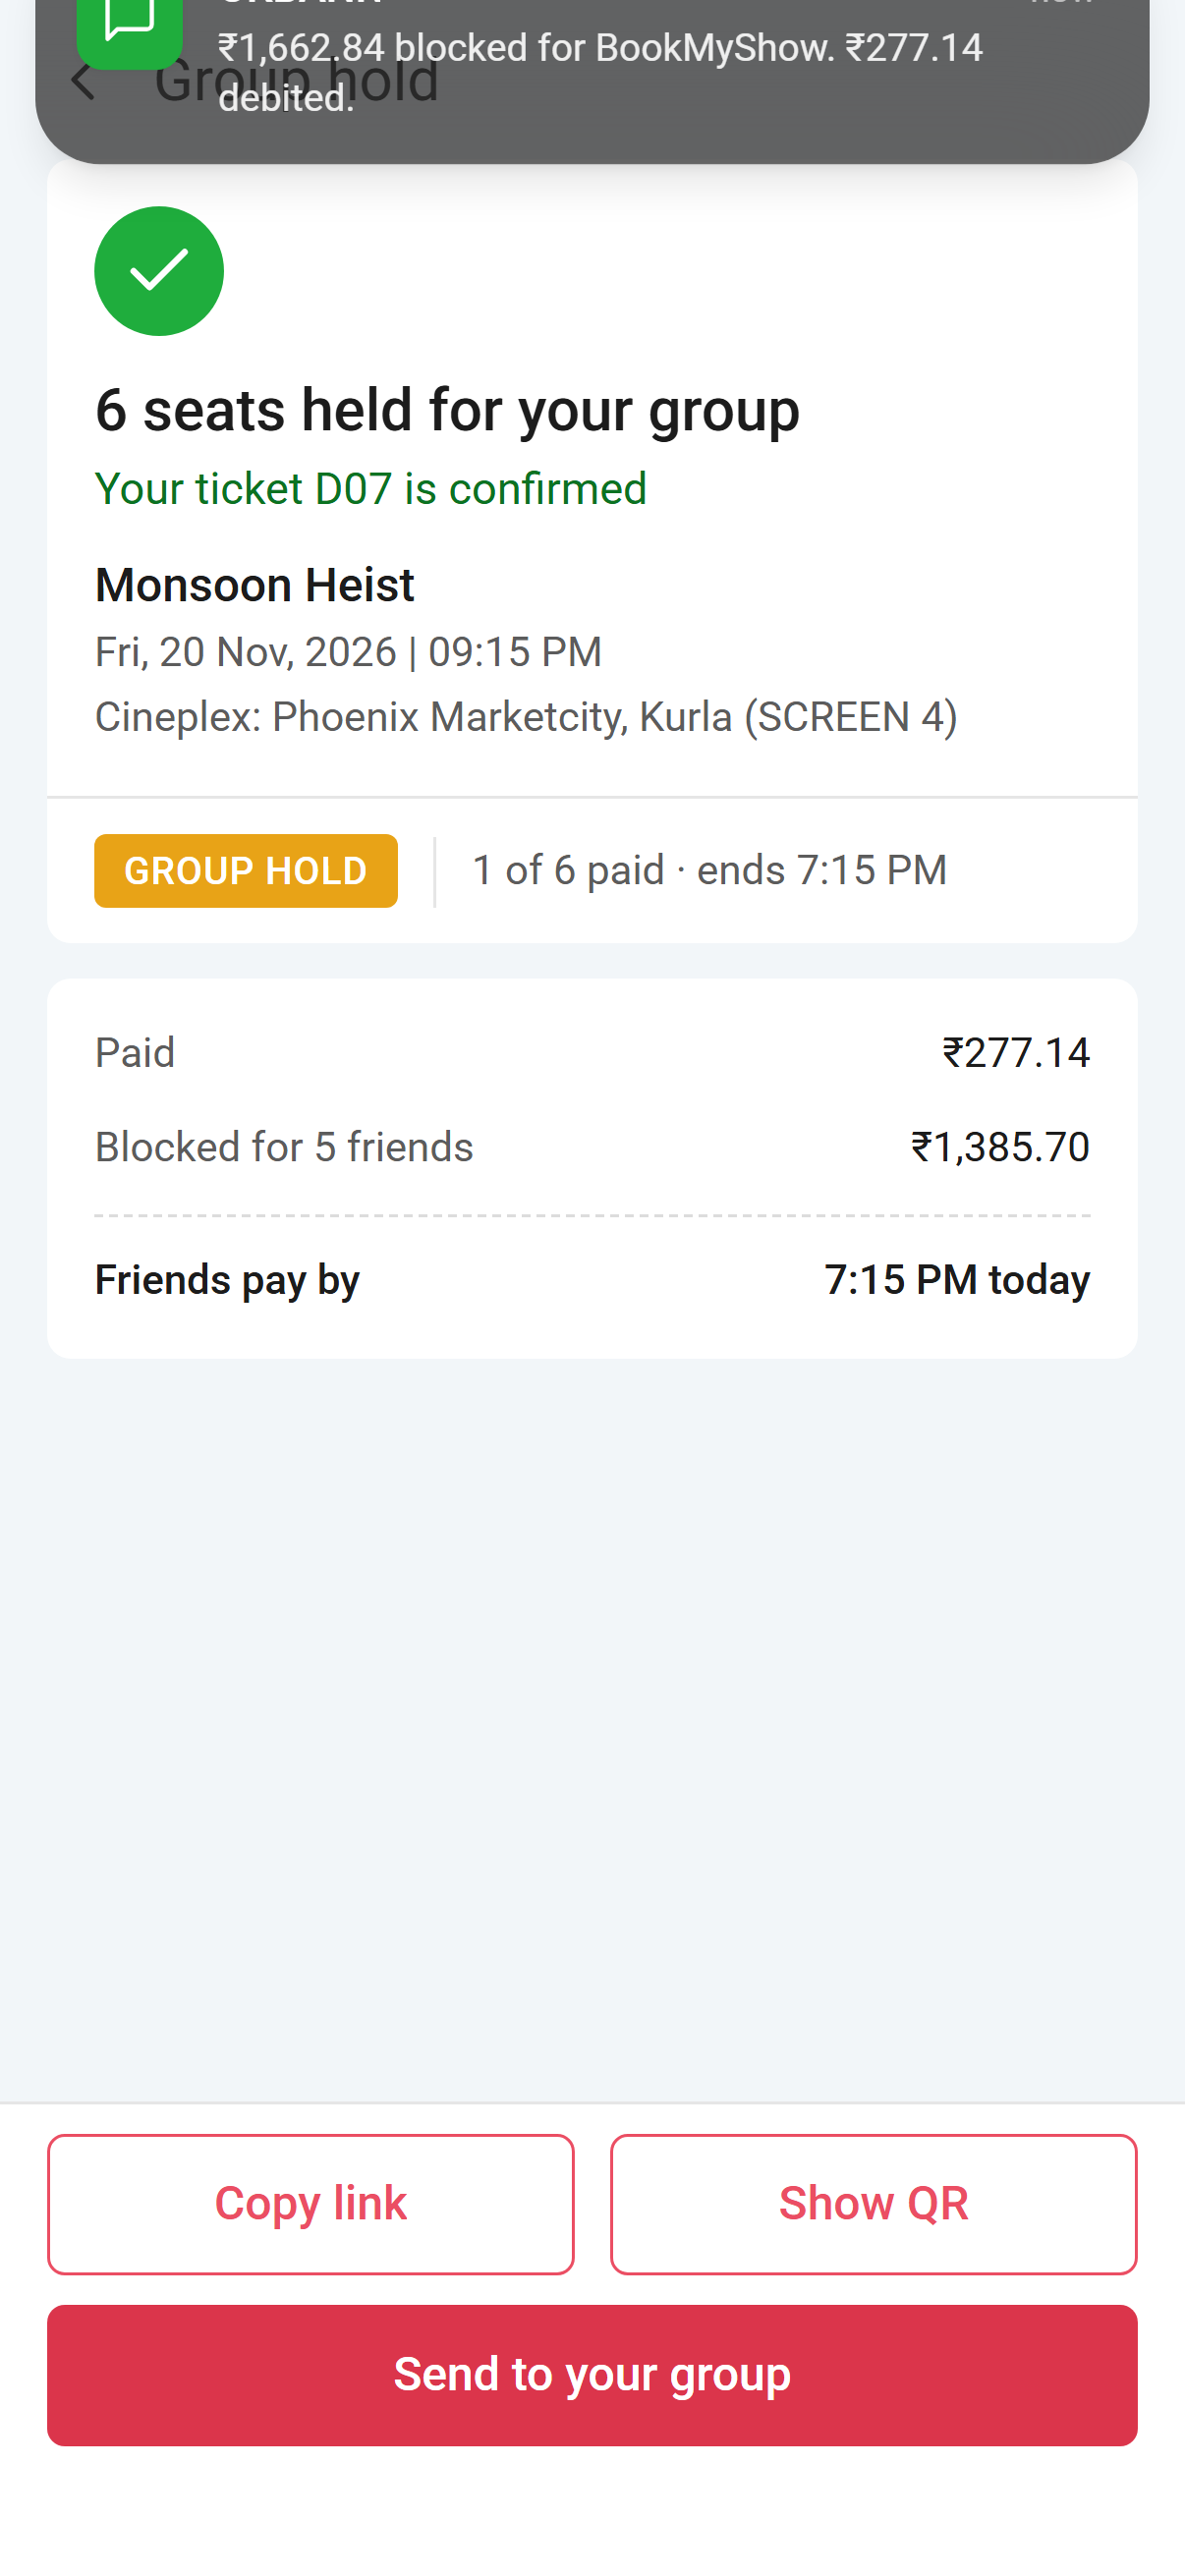 ₹1,662.84 blocked for BookMyShow. ₹277.14
debited.
Group hold
6 seats held for your group
Your ticket D07 is confirmed
Monsoon Heist
Fri, 20 Nov, 2026 | 09:15 PM
Cineplex: Phoenix Marketcity, Kurla (SCREEN 4)
GROUP HOLD
1 of 6 paid · ends 7:15 PM
Paid ₹277.14
Blocked for 5 friends ₹1,385.70
Friends pay by 7:15 PM today
Copy link
Show QR
Send to your group